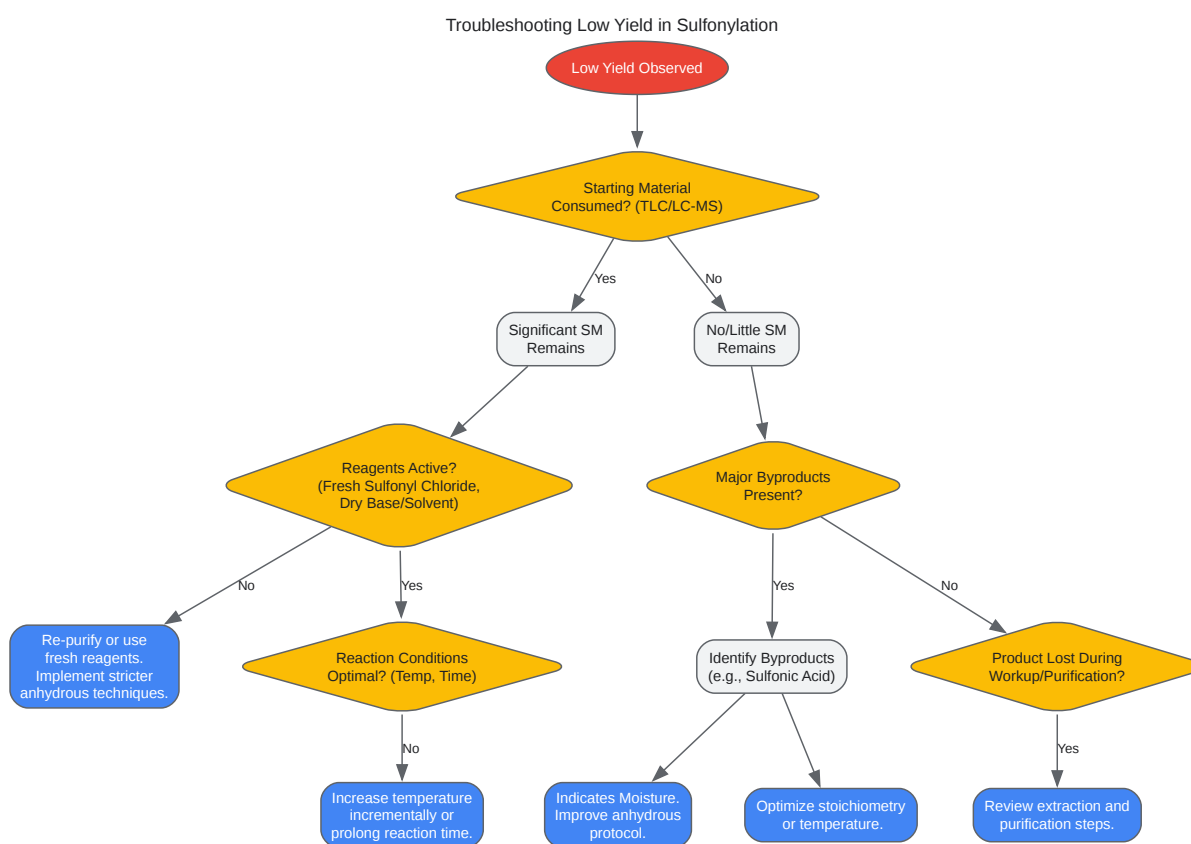 Troubleshooting Low Yield in Sulfonylation
Low Yield Observed
Starting Material
Consumed? (TLC/LC-MS)
Yes
No
Significant SM
Remains
No/Little SM
Remains
Reagents Active?
(Fresh Sulfonyl Chloride,
Dry Base/Solvent)
Major Byproducts
Present?
No
Yes
Yes
No
Re-purify or use
fresh reagents.
Implement stricter
anhydrous techniques.
Reaction Conditions
Optimal? (Temp, Time)
Identify Byproducts
(e.g., Sulfonic Acid)
Product Lost During
Workup/Purification?
No
Yes
Increase temperature
incrementally or
prolong reaction time.
Indicates Moisture.
Improve anhydrous
protocol.
Optimize stoichiometry
or temperature.
Review extraction and
purification steps.